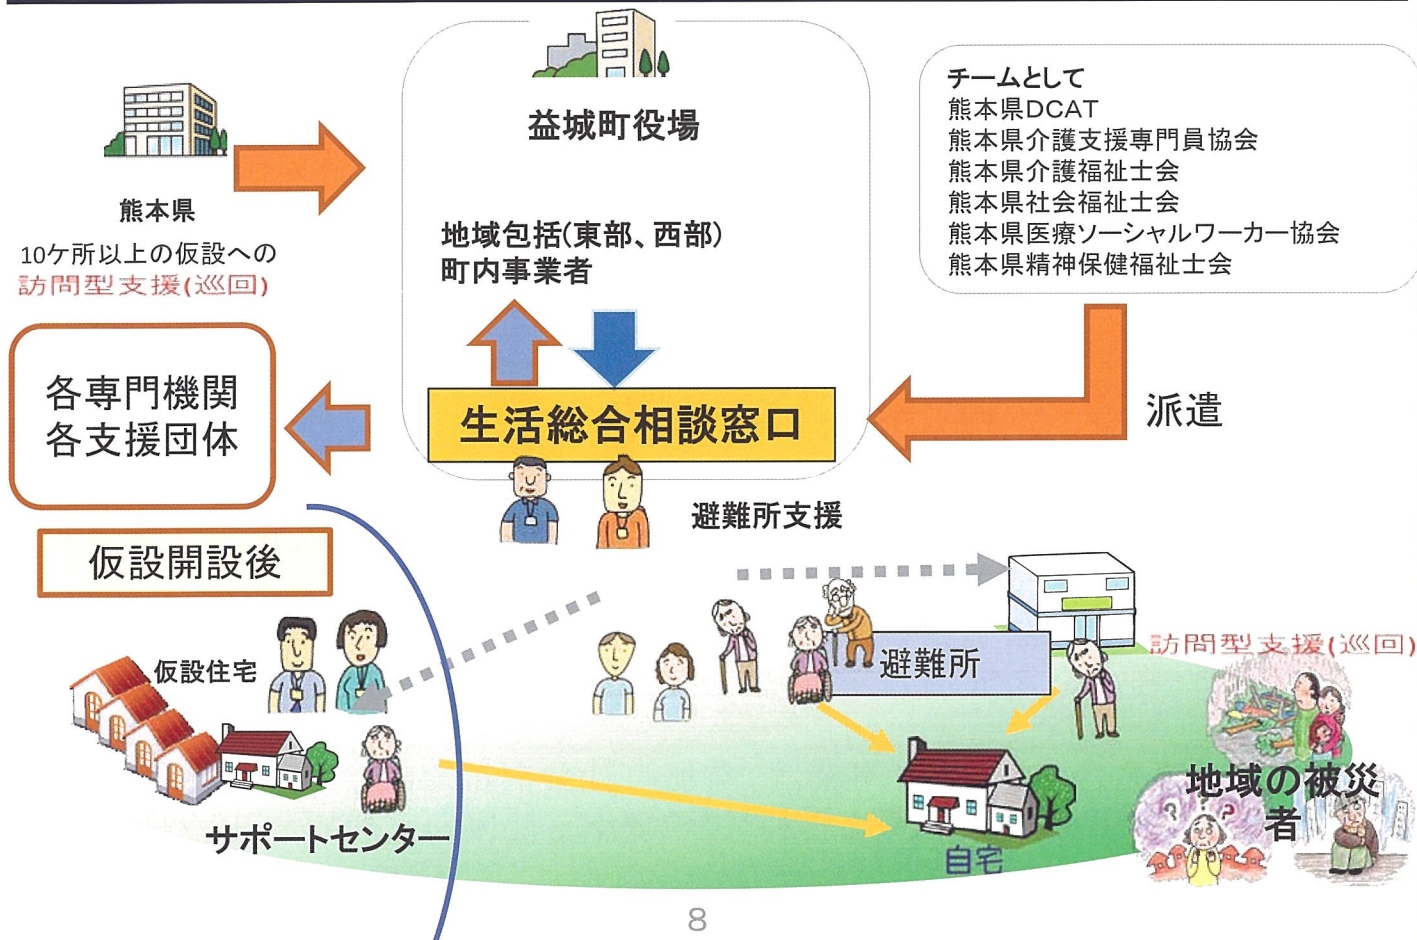 益城町役場
熊本県
10ケ所以上の仮設への
訪問型支援(巡回)
地域包括(東部、西部)
町内事業者
チームとして
熊本県DCAT
熊本県介護支援専門員協会
熊本県介護福祉士会
熊本県社会福祉士会
熊本県医療ソーシャルワーカー協会
熊本県精神保健福祉士会
各専門機関
各支援団体
生活総合相談窓口
派遣
避難所支援
仮設開設後
仮設住宅
避難所
訪問型支援(巡回)
地域の被災
者
サポートセンター
自宅
? ? ?
8